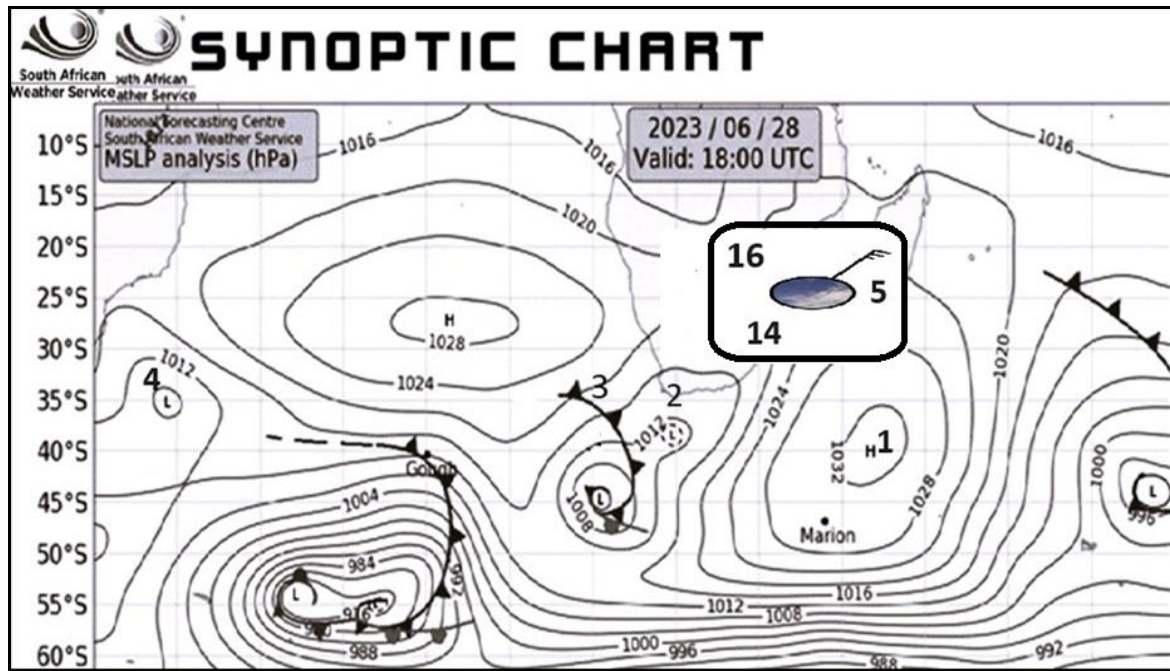 SYNOPTIC CHART
South African
Weather Service
uth African
ather Service
National Forecasting Centre
South African Weather Service
MSLP analysis (hPa)
2023 / 06 / 28
Valid: 18:00 UTC
10°S
15°S
20°S
25°S
30°S
35°S
40°S
45°S
50°S
55°S
60°S
1016
1016
1016
1020
16
5
14
H
1028
1024
1020
1012
4
L
3
2
1012
L
1024
H
1
1032
1028
Gough
1004
L
1008
Marion
1000
L
996
984
992
L
976
988
1016
1012
1008
1000
996
992
988